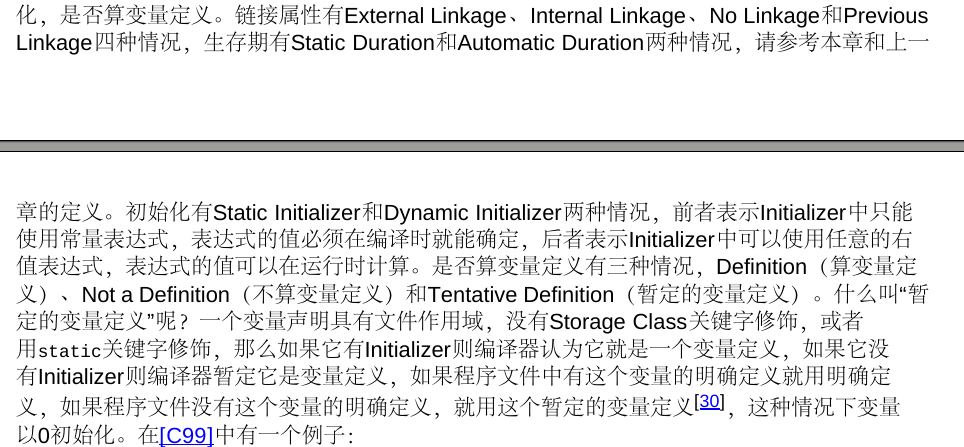 化，是否算变量定义。链接属性有External Linkage、Internal Linkage、No Linkage和Previous
Linkage四种情况，生存期有Static Duration和Automatic Duration两种情况，请参考本章和上一
章的定义。初始化有Static Initializer和Dynamic Initializer两种情况，前者表示Initializer中只能
使用常量表达式，表达式的值必须在编译时就能确定，后者表示Initializer中可以使用任意的右
值表达式，表达式的值可以在运行时计算。是否算变量定义有三种情况，Definition（算变量定
义）、Not a Definition（不算变量定义）和Tentative Definition（暂定的变量定义）。什么叫“暂
定的变量定义”呢？一个变量声明具有文件作用域，没有Storage Class关键字修饰，或者
用static关键字修饰，那么如果它有Initializer则编译器认为它就是一个变量定义，如果它没
有Initializer则编译器暂定它是变量定义，如果程序文件中有这个变量的明确定义就用明确定
义，如果程序文件没有这个变量的明确定义，就用这个暂定的变量定义[30]，这种情况下变量
以0初始化。在[C99]中有一个例子：